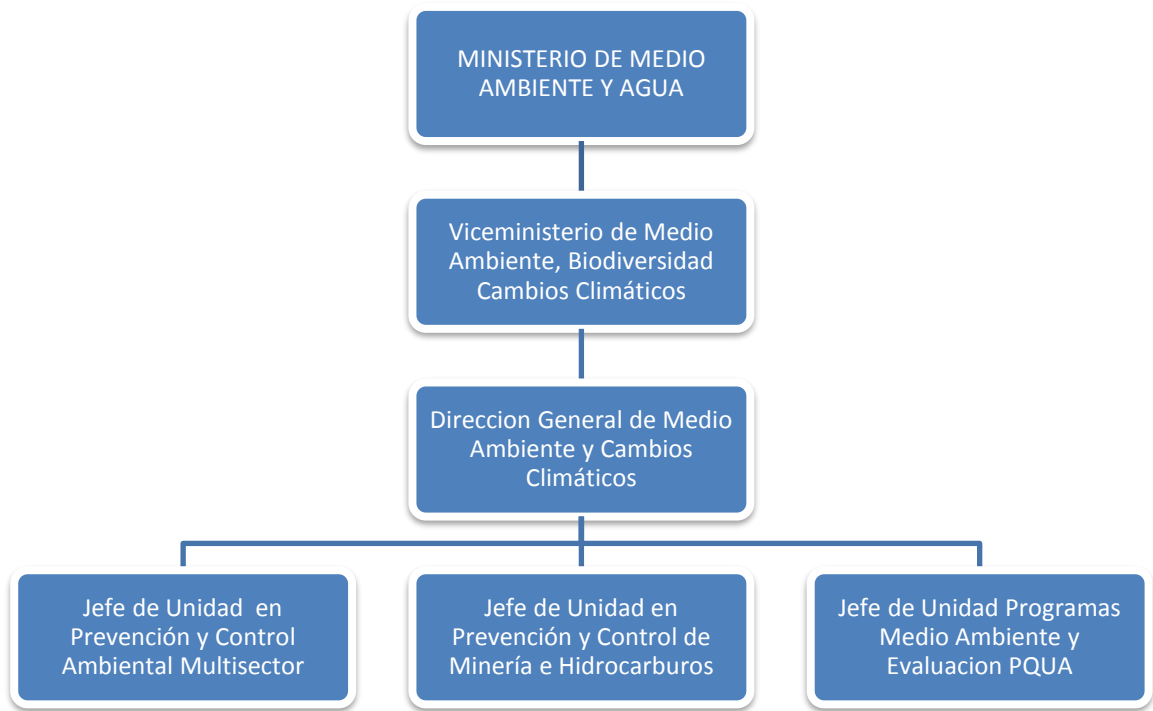 MINISTERIO DE MEDIO
AMBIENTE Y AGUA
Viceministerio de Medio
Ambiente, Biodiversidad
Cambios Climáticos
Direccion General de Medio
Ambiente y Cambios
Climáticos
Jefe de Unidad en
Prevención y Control
Ambiental Multisector
Jefe de Unidad en
Prevención y Control de
Minería e Hidrocarburos
Jefe de Unidad Programas
Medio Ambiente y
Evaluacion PQUA